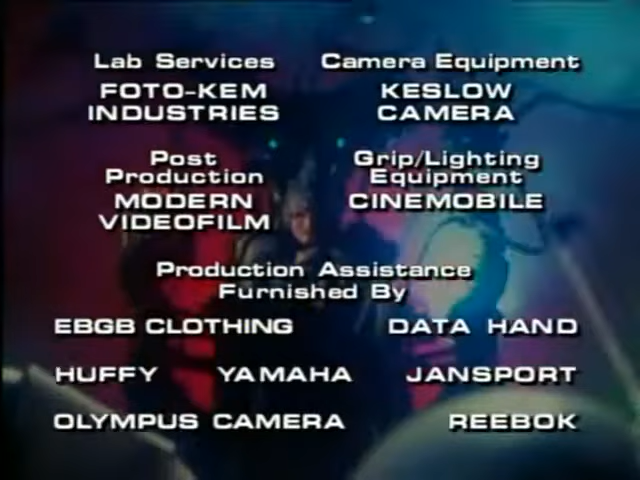 Lab Services
FOTO-KEM
INDUSTRIES
Camera Equipment
KESLOW
CAMERA
Post
Production
MODERN
VIDEOFILM
Grip/Lighting
Equipment
CINEMOBILE
Production Assistance
Furnished By
EBGB CLOTHING DATA HAND
HUFFY YAMAHA JANSPORT
OLYMPUS CAMERA REEBOK